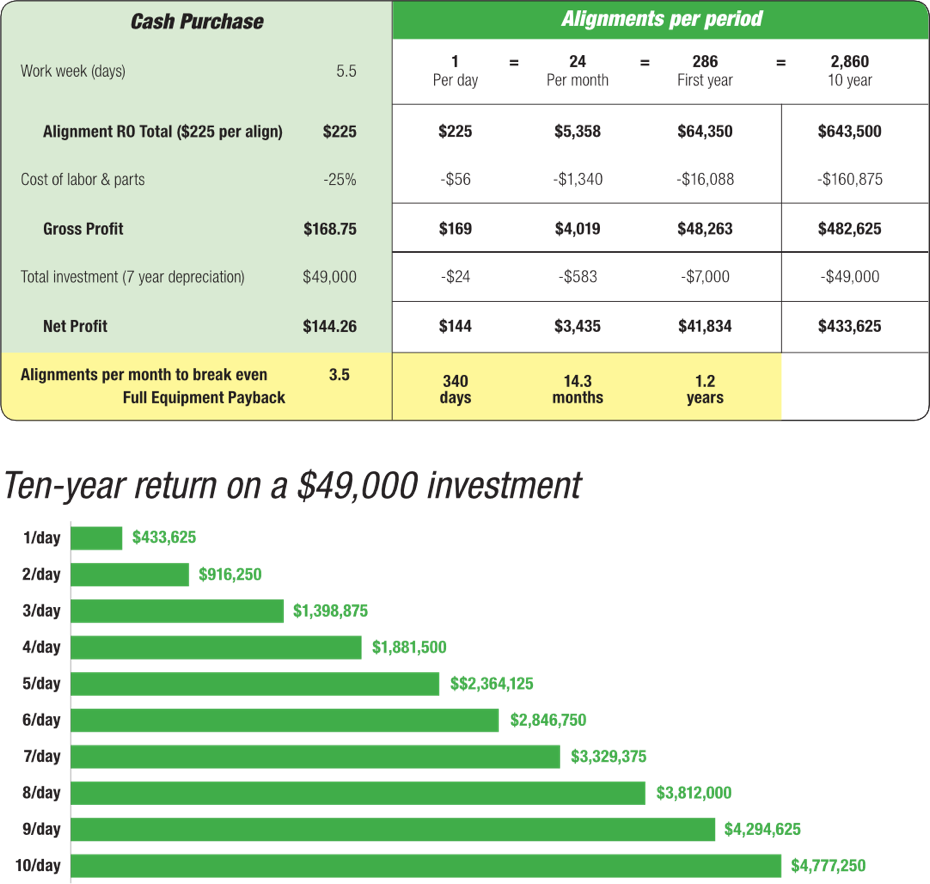 Cash Purchase Alignments per period
Work week (days) 5.5 1 = 24 = 286 = 2,860
Per day Per month First year 10 year
Alignment RO Total ($225 per align) $225 $225 $5,358 $64,350 $643,500
Cost of labor & parts -25% -$56 -$1,340 -$16,088 -$160,875
Gross Profit $168.75 $169 $4,019 $48,263 $482,625
Total investment (7 year depreciation) $49,000 -$24 -$583 -$7,000 -$49,000
Net Profit $144.26 $144 $3,435 $41,834 $433,625
Alignments per month to break even 3.5 340 14.3 1.2
Full Equipment Payback days months years
Ten-year return on a $49,000 investment
1/day $433,625
2/day $916,250
3/day $1,398,875
4/day $1,881,500
5/day $$2,364,125
6/day $2,846,750
7/day $3,329,375
8/day $3,812,000
9/day $4,294,625
10/day $4,777,250